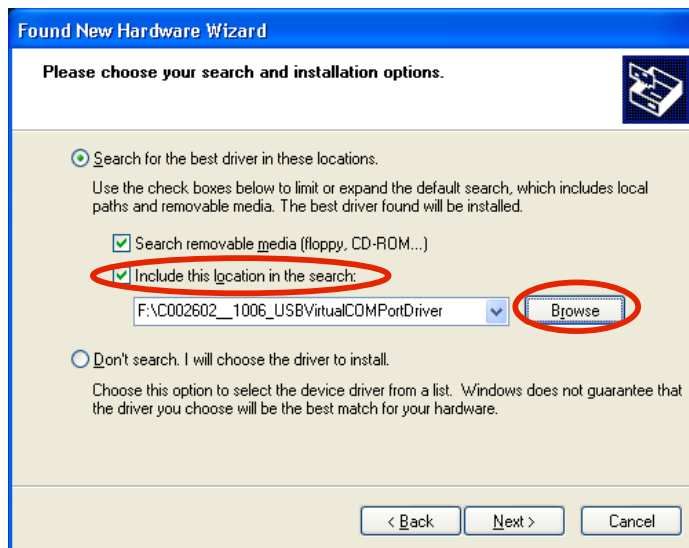 Found New Hardware Wizard
Please choose your search and installation options.
Search for the best driver in these locations.
Use the check boxes below to limit or expand the default search, which includes local
paths and removable media. The best driver found will be installed.
Search removable media (floppy, CD-ROM...)
Include this location in the search:
F:\C002602__1006_USBVirtualCOMPortDriver
Browse
Don't search. I will choose the driver to install.
Choose this option to select the device driver from a list. Windows does not guarantee that
the driver you choose will be the best match for your hardware.
< Back Next > Cancel